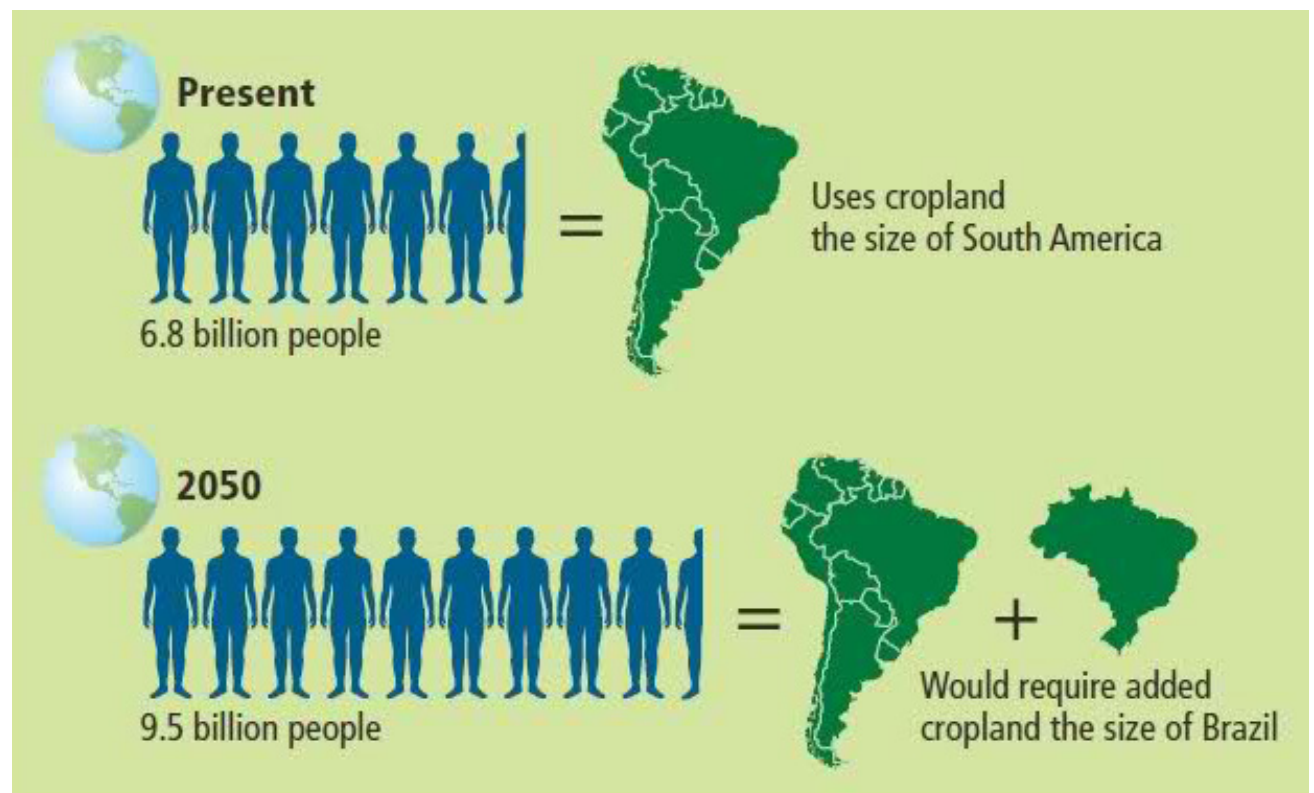 Present
Uses cropland
the size of South America
=
6.8 billion people
2050
=
+
Would require added
cropland the size of Brazil
9.5 billion people